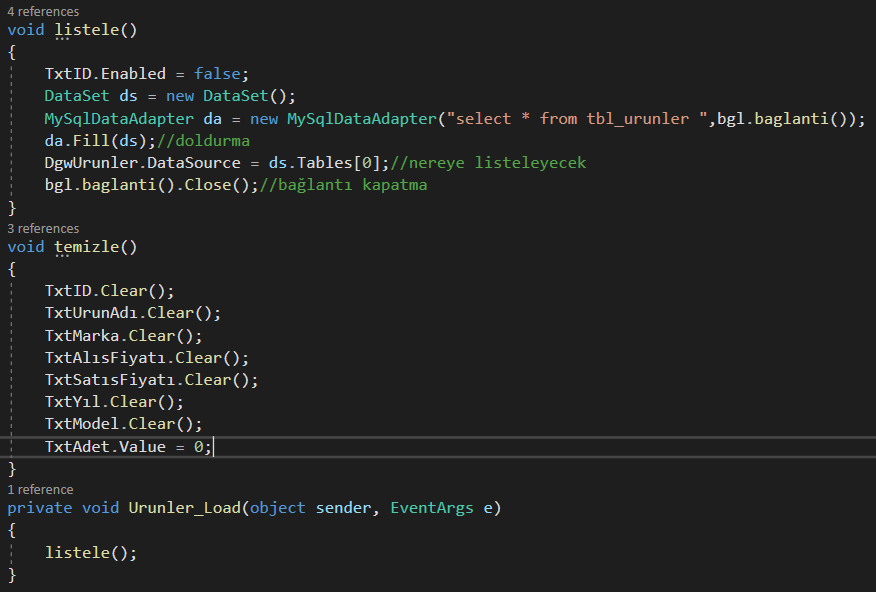 4 references
void listele()
{
    TxtID.Enabled = false;
    DataSet ds = new DataSet();
    MySqlDataAdapter da = new MySqlDataAdapter("select * from tbl_urunler ",bgl.baglanti());
    da.Fill(ds);//doldurma
    DgwUrunler.DataSource = ds.Tables[0];//nereye listeleyecek
    bgl.baglanti().Close();//bağlantı kapatma
}
3 references
void temizle()
{
    TxtID.Clear();
    TxtUrunAdı.Clear();
    TxtMarka.Clear();
    TxtAlısFiyatı.Clear();
    TxtSatısFiyatı.Clear();
    TxtYıl.Clear();
    TxtModel.Clear();
    TxtAdet.Value = 0;
}
1 reference
private void Urunler_Load(object sender, EventArgs e)
{
    listele();
}